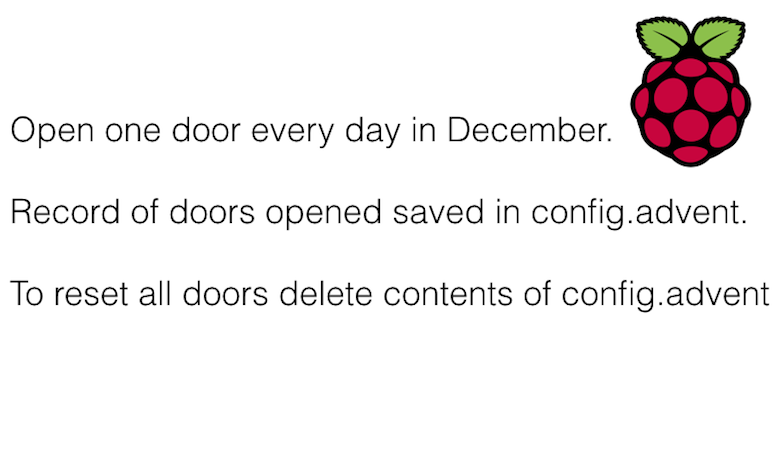 Open one door every day in December.
Record of doors opened saved in config.advent.
To reset all doors delete contents of config.advent